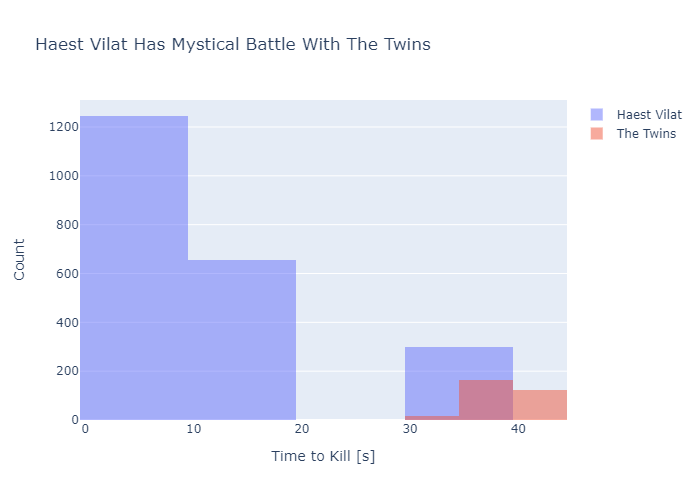 Haest Vilat Has Mystical Battle With The Twins
Haest Vilat
The Twins
Count
1200
1000
800
600
400
200
0
0 10 20 30 40
Time to Kill [s]